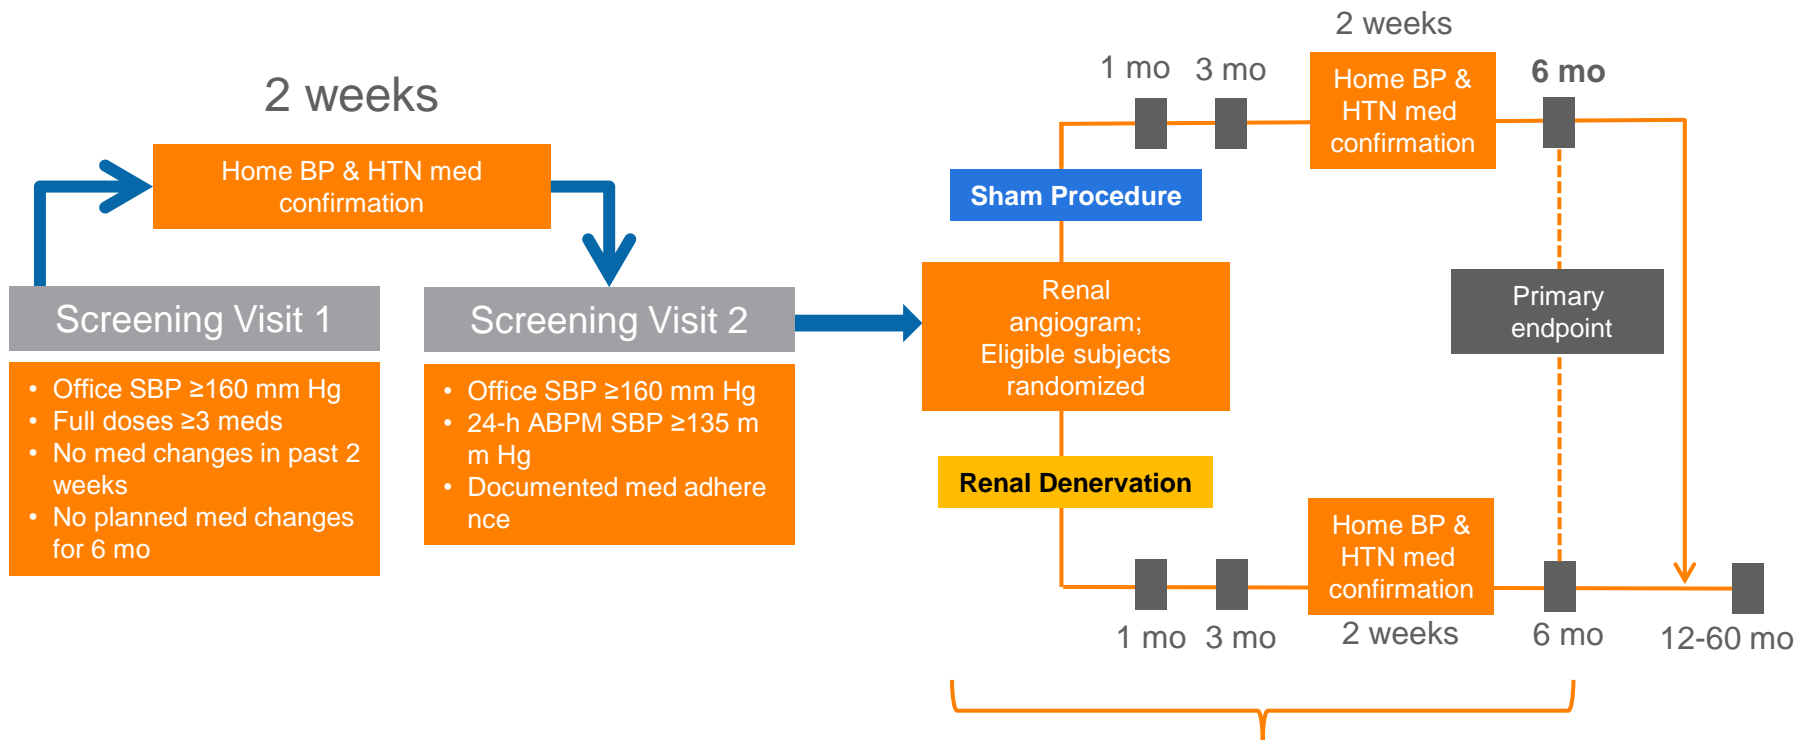 2 weeks
Home BP & HTN med
confirmation
Screening Visit 1
• Office SBP ≥160 mm Hg
• Full doses ≥3 meds
• No med changes in past 2
weeks
• No planned med changes
for 6 mo
Screening Visit 2
• Office SBP ≥160 mm Hg
• 24-h ABPM SBP ≥135 m
m Hg
• Documented med adhere
nce
Renal
angiogram;
Eligible subjects
randomized
Sham Procedure
1 mo
3 mo
2 weeks
Home BP &
HTN med
confirmation
6 mo
Primary
endpoint
Renal Denervation
1 mo
3 mo
Home BP &
HTN med
confirmation
2 weeks
6 mo
12-60 mo